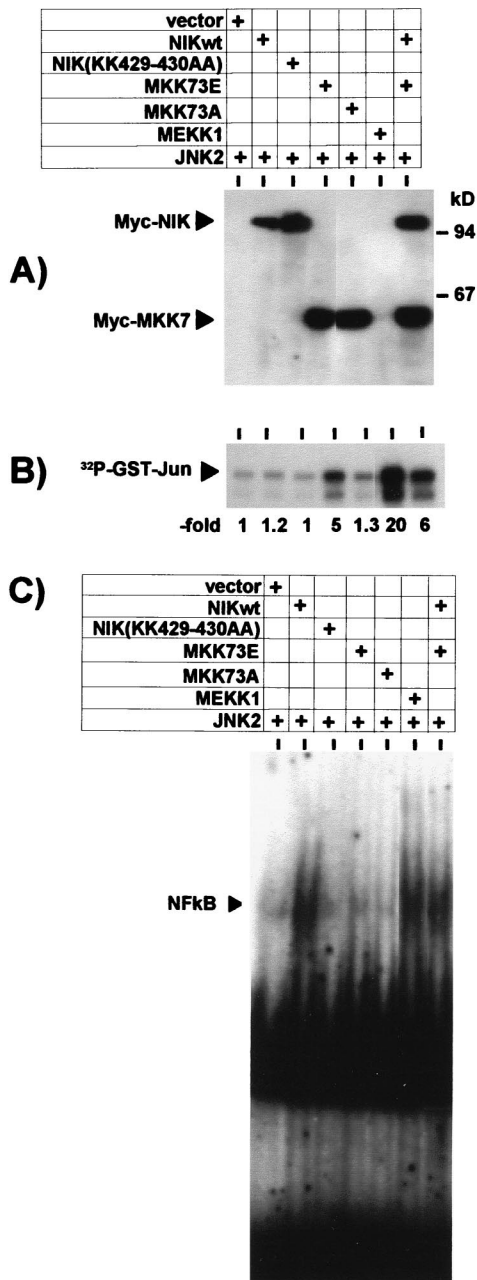 vector +
NIKwt + +
NIK(KK429-430AA) +
MKK73E + +
MKK73A +
MEKK1 +
JNK2 + + + + + + +
kD
Myc-NIK
94
A)
67
Myc-MKK7
B)
³²P-GST-Jun
-fold 1 1.2 1 5 1.3 20 6
C)
vector +
NIKwt + +
NIK(KK429-430AA) +
MKK73E + +
MKK73A +
MEKK1 +
JNK2 + + + + + + +
NFkB